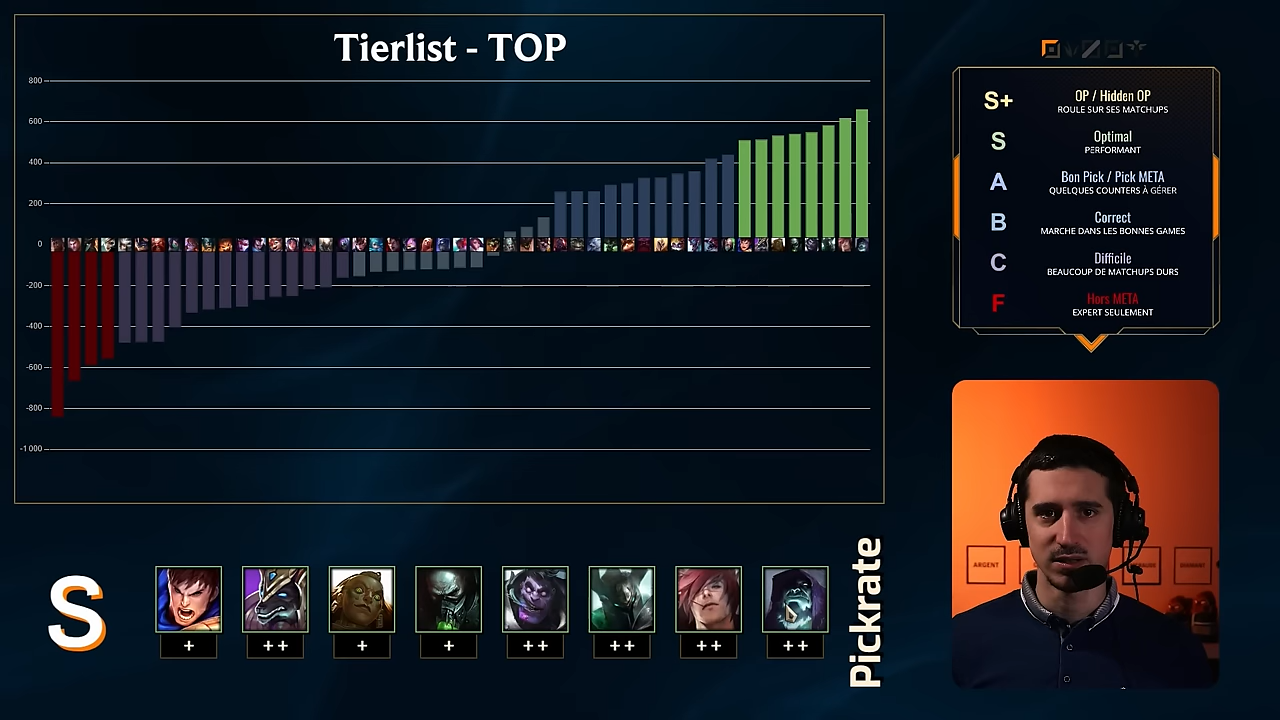 Tierlist - TOP
800
600
400
200
0
-200
-400
-600
-800
-1 000
S+
OP / Hidden OP
ROULE SUR SES MATCHUPS
S
Optimal
PERFORMANT
A
Bon Pick / Pick META
QUELQUES COUNTERS À GÉRER
B
Correct
MARCHE DANS LES BONNES GAMES
C
Difficile
BEAUCOUP DE MATCHUPS DURS
F
Hors META
EXPERT SEULEMENT
ARGENT
S
+
++
+
+
++
++
++
++
Pickrate